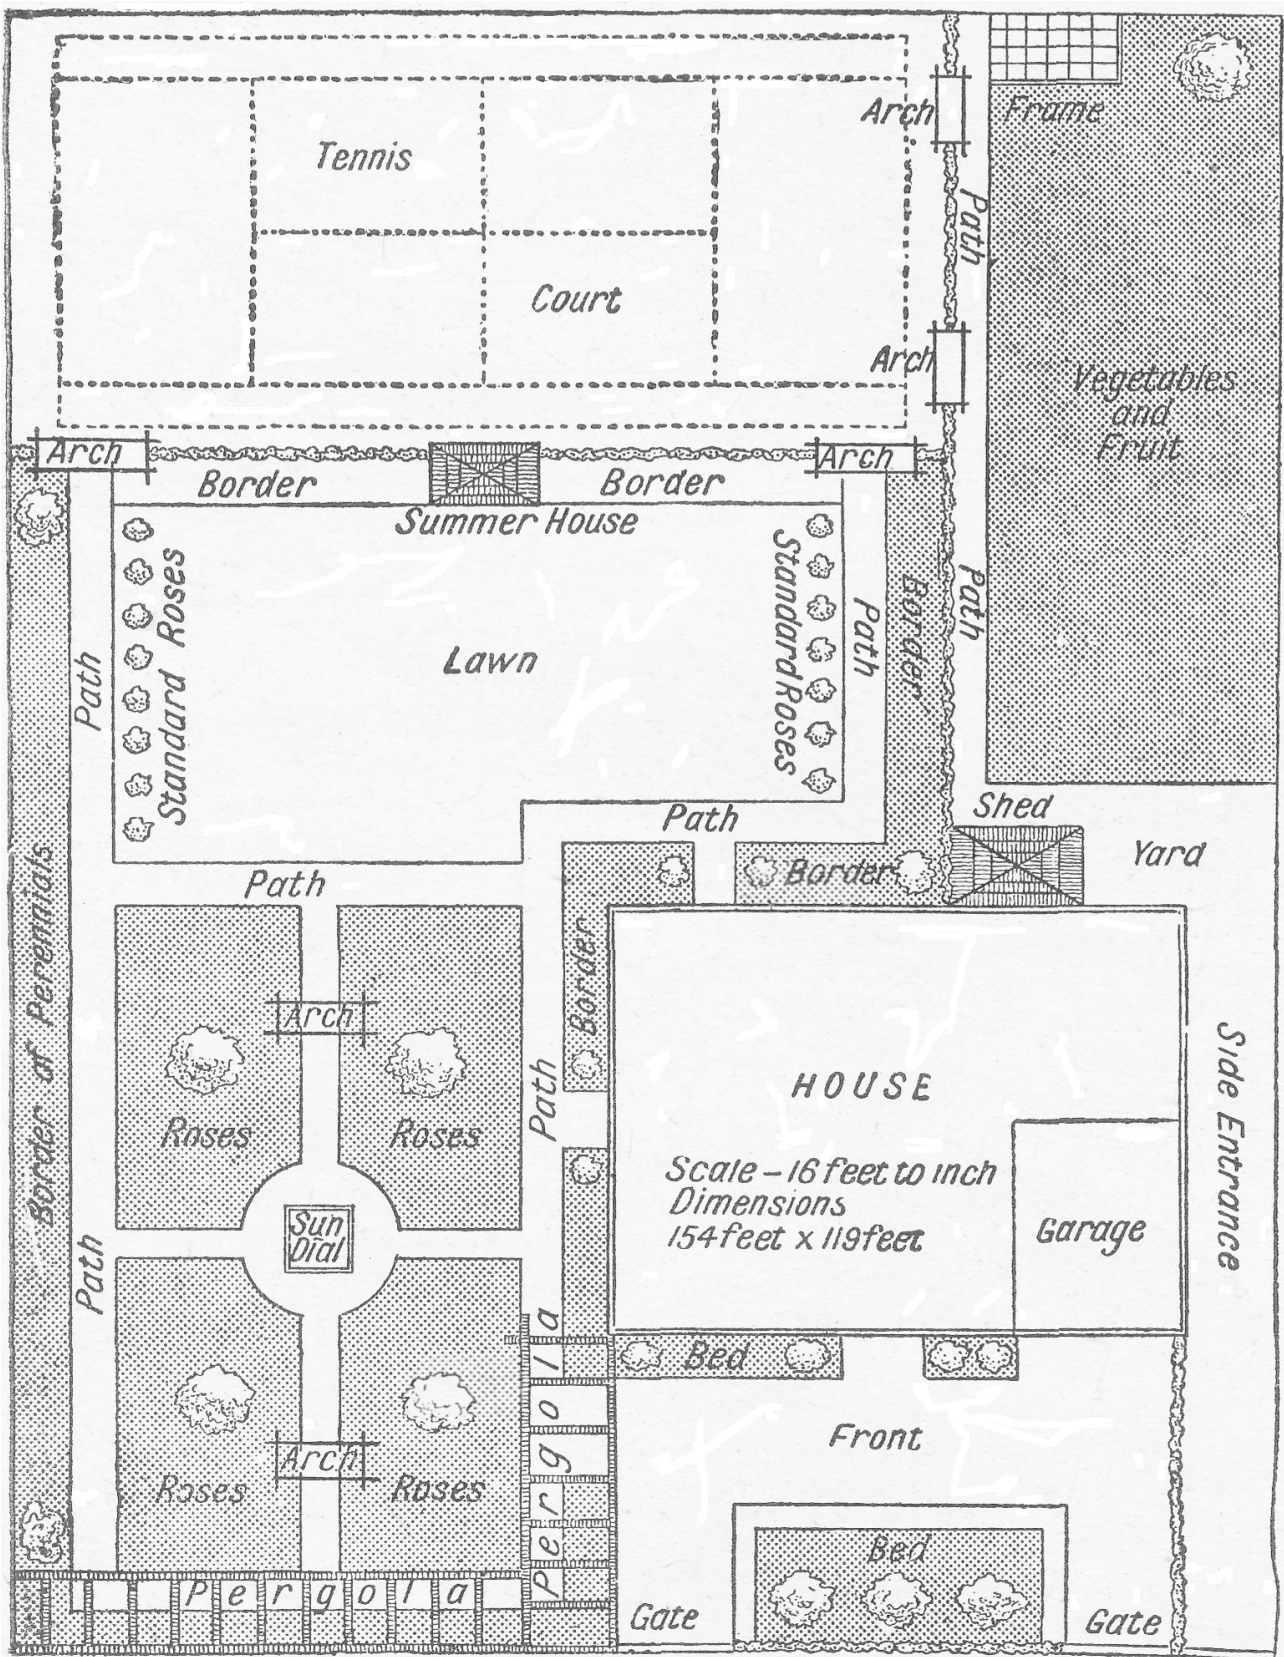 Tennis
Court
Arch
Frame
Path
Arch
Vegetables
and
Fruit
Arch
Border
Border
Arch
Summer House
Standard Roses
Standard Roses
Lawn
Path
Path
Border
Path
Path
Shed
Yard
Border
Path
Border of Perennials
Arch
Border
Path
Roses
Roses
HOUSE
Scale - 16 feet to inch
Dimensions
154 feet x 119 feet
Garage
Side Entrance
Sun
Dial
Path
Bed
Front
Arch
Roses
Roses
Pergola
Pergola
Bed
Gate
Gate